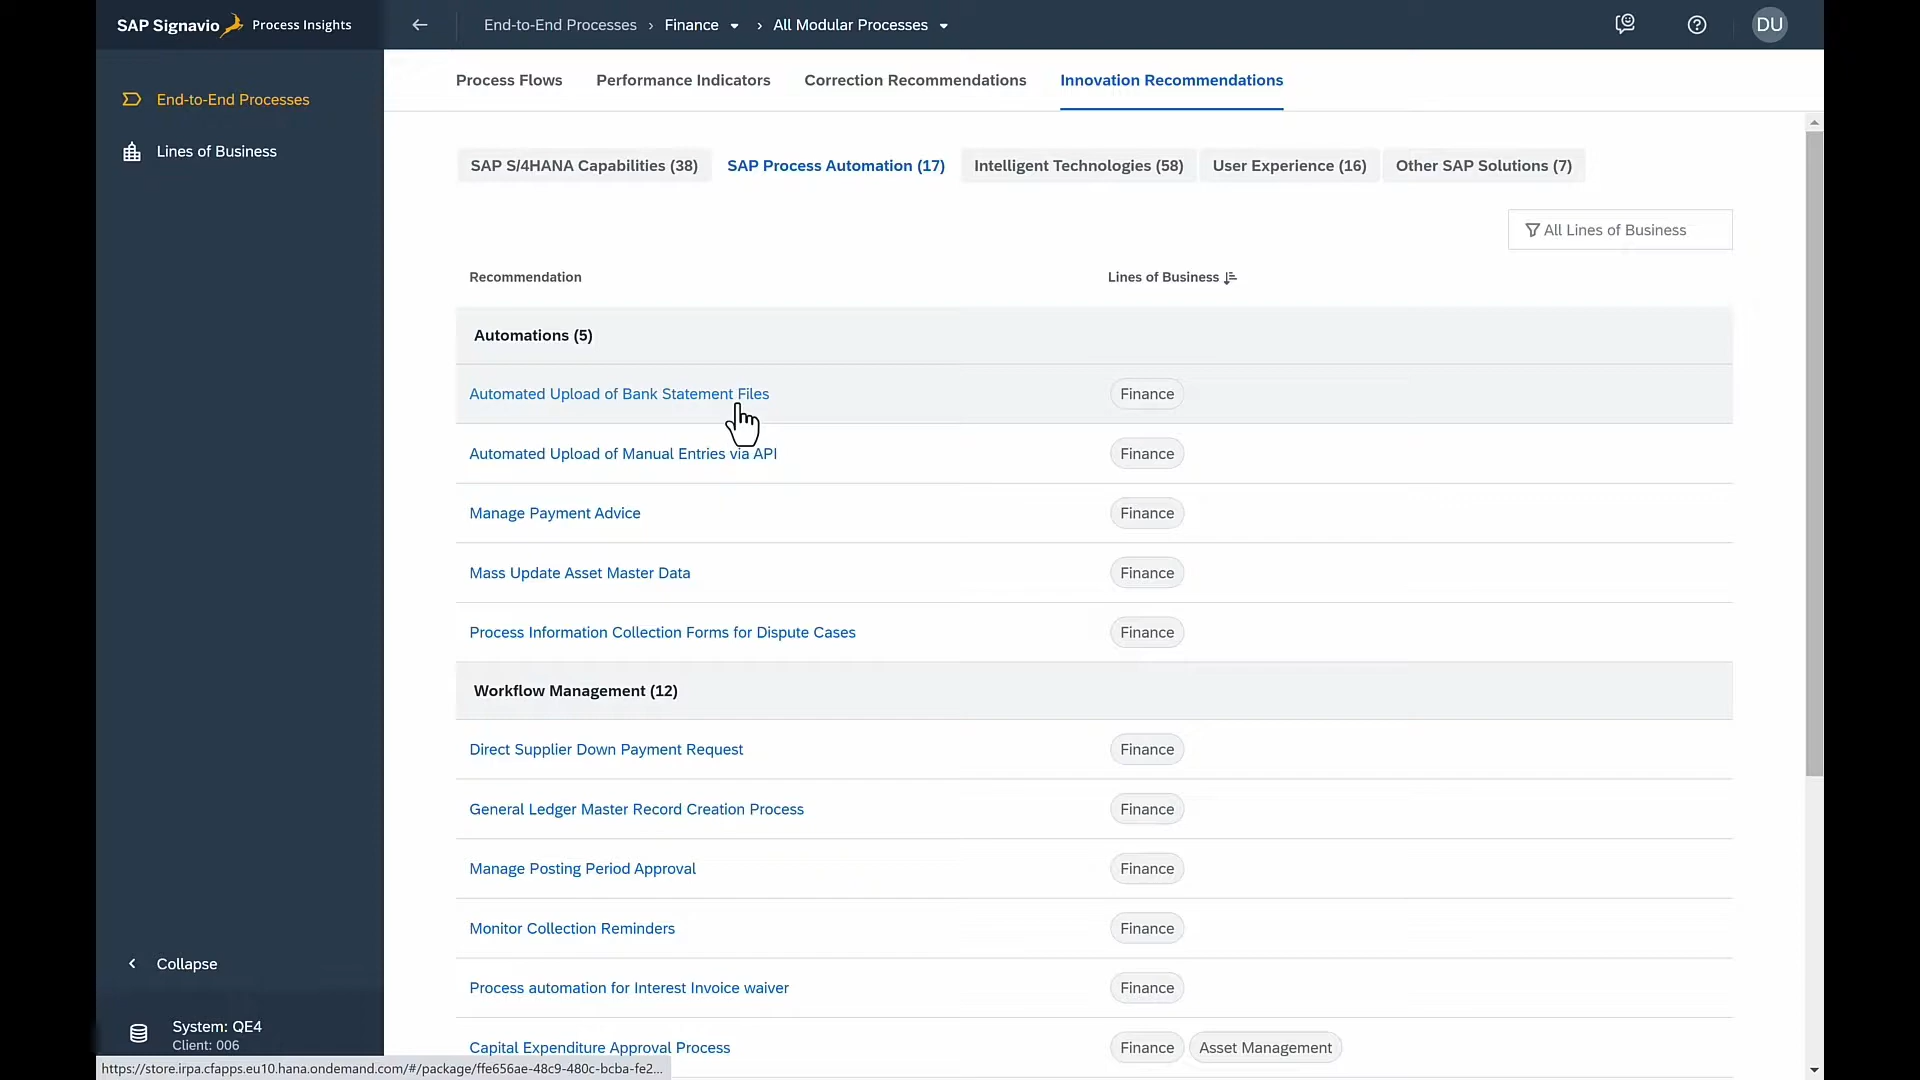 SAP Signavio Process Insights
End-to-End Processes › Finance › All Modular Processes
DU
End-to-End Processes
Lines of Business
Process Flows Performance Indicators Correction Recommendations Innovation Recommendations
SAP S/4HANA Capabilities (38) SAP Process Automation (17) Intelligent Technologies (58) User Experience (16) Other SAP Solutions (7)
All Lines of Business
Recommendation Lines of Business
Automations (5)
Automated Upload of Bank Statement Files Finance
Automated Upload of Manual Entries via API Finance
Manage Payment Advice Finance
Mass Update Asset Master Data Finance
Process Information Collection Forms for Dispute Cases Finance
Workflow Management (12)
Direct Supplier Down Payment Request Finance
General Ledger Master Record Creation Process Finance
Manage Posting Period Approval Finance
Monitor Collection Reminders Finance
Process automation for Interest Invoice waiver Finance
Capital Expenditure Approval Process Finance Asset Management
Collapse
System: QE4
Client: 006
https://store.irpa.cfapps.eu10.hana.ondemand.com/#/package/ffe656ae-48c9-480c-bcba-fe2...